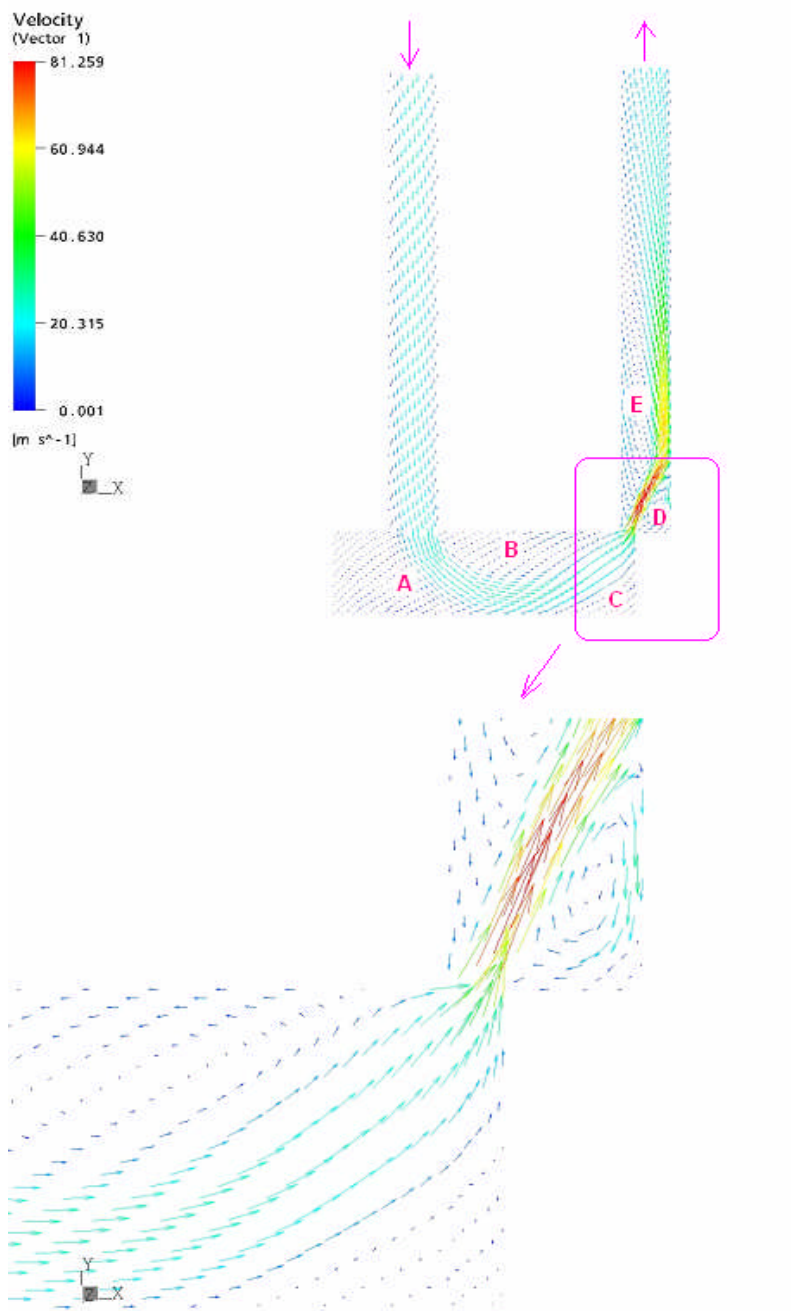 Velocity
(Vector 1)
81.259
60.944
40.630
20.315
0.001
[m s^-1]
Y
Z X
E
D
B
A
C
Y
Z X